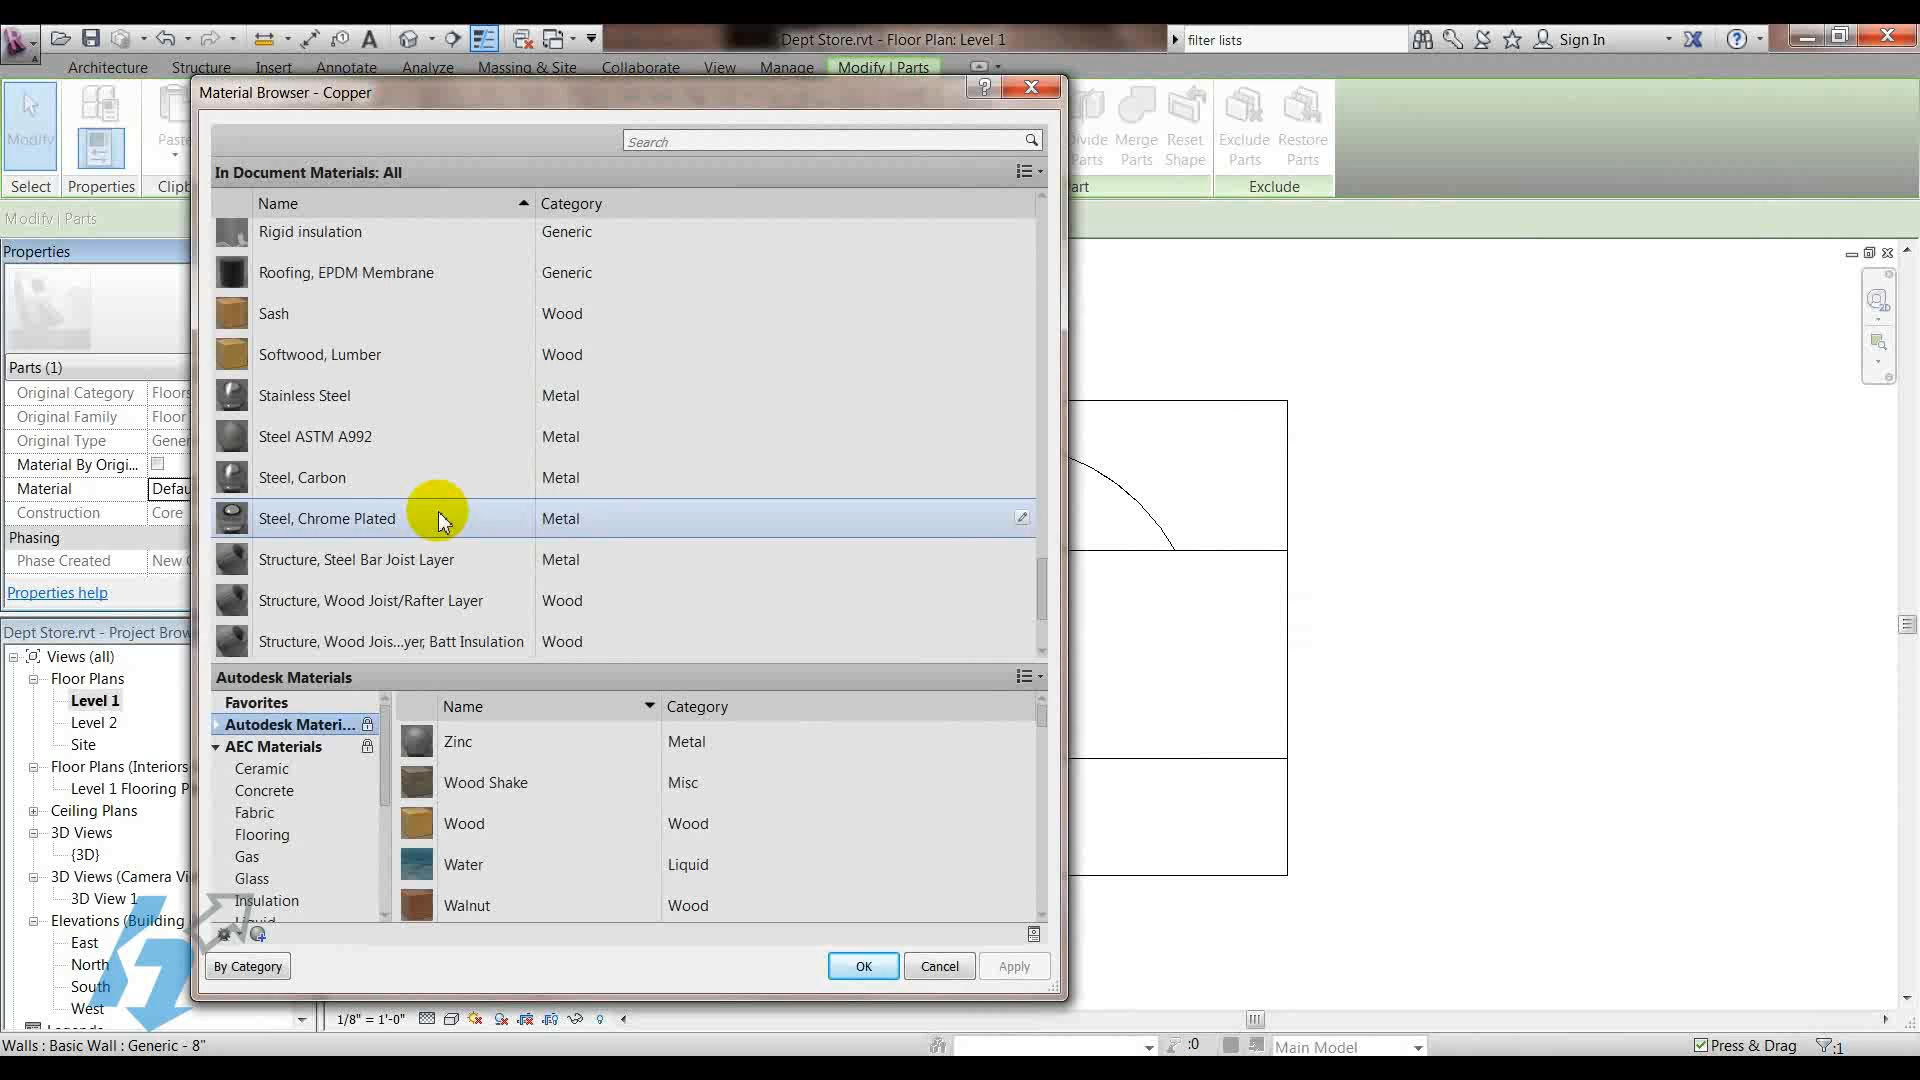 Dept Store.rvt - Floor Plan: Level 1
filter lists
Sign In
Architecture Structure Insert Annotate Analyze Massing & Site Collaborate View Manage Modify | Parts
Material Browser - Copper
Modify
Select
Properties
Divide Parts
Merge Parts
Reset Shape
Exclude Parts
Restore Parts
Exclude
Modify | Parts
Search
In Document Materials: All
Name Category
Rigid insulation Generic
Roofing, EPDM Membrane Generic
Sash Wood
Softwood, Lumber Wood
Stainless Steel Metal
Steel ASTM A992 Metal
Steel, Carbon Metal
Steel, Chrome Plated Metal
Structure, Steel Bar Joist Layer Metal
Structure, Wood Joist/Rafter Layer Wood
Structure, Wood Jois...yer, Batt Insulation Wood
Autodesk Materials
Favorites
Autodesk Materi...
AEC Materials
Ceramic
Concrete
Fabric
Flooring
Gas
Glass
Insulation
Name Category
Zinc Metal
Wood Shake Misc
Wood Wood
Water Liquid
Walnut Wood
By Category OK Cancel Apply
Properties
Parts (1)
Original Category Floors
Original Family Floor
Original Type Gener
Material By Origi...
Material Defau
Construction Core
Phasing
Phase Created New C
Properties help
Dept Store.rvt - Project Brow
Views (all)
Floor Plans
Level 1
Level 2
Site
Floor Plans (Interiors
Level 1 Flooring P
Ceiling Plans
3D Views
{3D}
3D Views (Camera Vi
3D View 1
Elevations (Building
East
North
South
West
1/8" = 1'-0"
Walls : Basic Wall : Generic - 8"
:0
Main Model
Press & Drag
:1